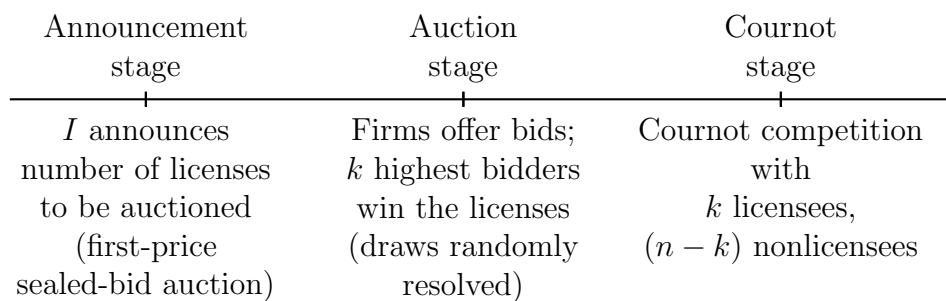 Announcement
stage
Auction
stage
Cournot
stage
I announces
number of licenses
to be auctioned
(first-price
sealed-bid auction)
Firms offer bids;
k highest bidders
win the licenses
(draws randomly
resolved)
Cournot competition
with
k licensees,
(n − k) nonlicensees